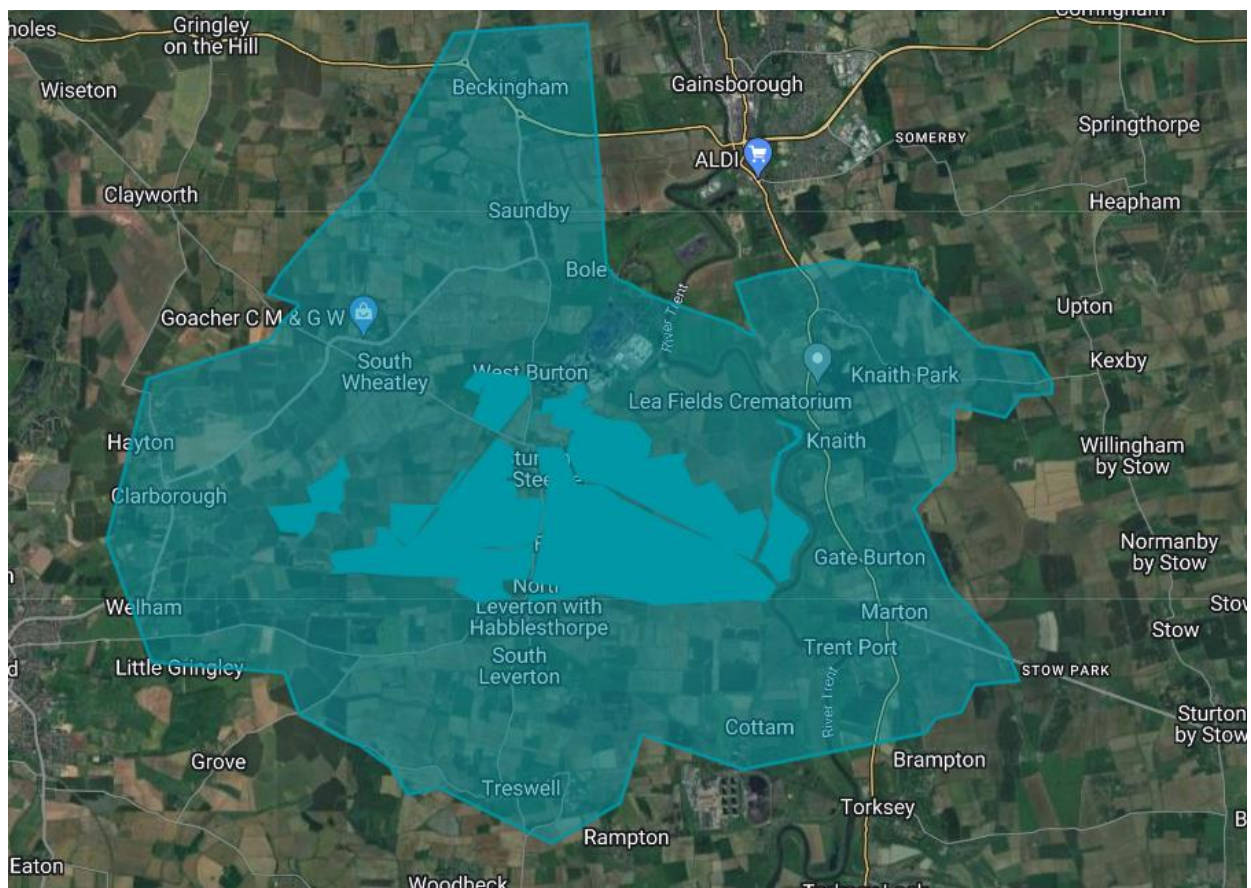 holes
Gringley
on the Hill
Corringham
Wiseton
Beckingham
Gainsborough
Springthorpe
SOMERBY
ALDI
Clayworth
Saundby
Heapham
Bole
River Trent
Upton
Goacher C M & G W
South
Wheatley
West Burton
Kexby
Knaith Park
Lea Fields Crematorium
Hayton
Knaith
Willingham
by Stow
Clarborough
Normanby
by Stow
Gate Burton
North
Leverton with
Habblesthorpe
Welham
Marton
Stow
Stow
Trent Port
South
Leverton
Little Gringley
d
STOW PARK
River Trent
Cottam
Sturton
by Stow
Grove
Brampton
Treswell
Torksey
Rampton
B
Eaton
Woodbeck